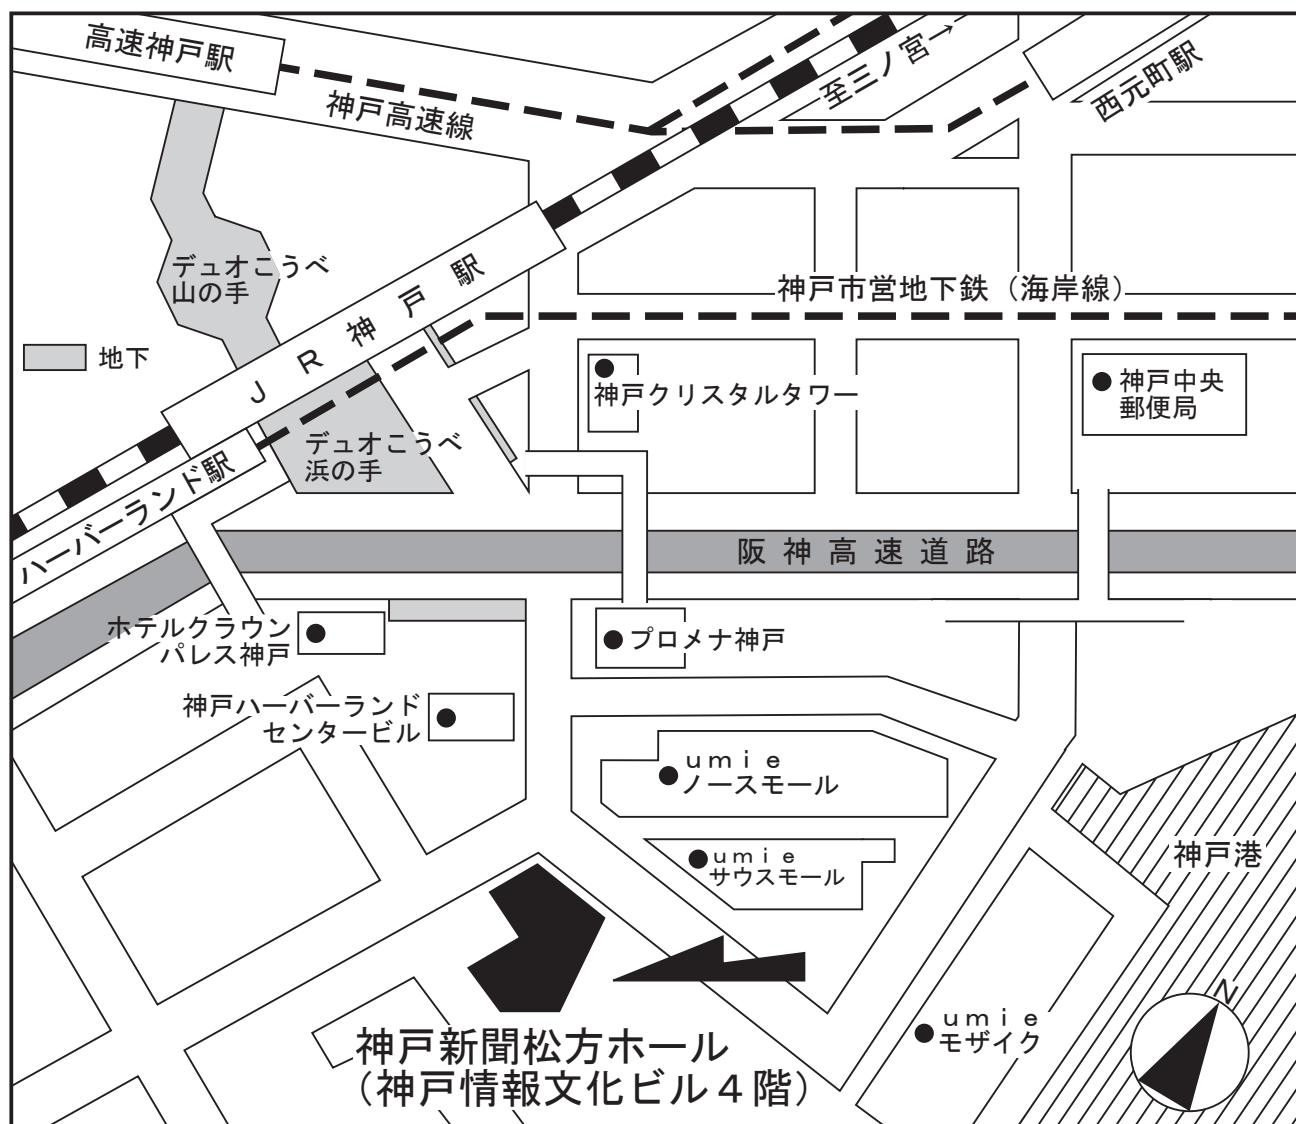 高速神戸駅
神戸高速線
至三ノ宮→
西元町駅
デュオこうべ
山の手
JR神戸駅
神戸市営地下鉄（海岸線）
地下
神戸クリスタルタワー
神戸中央
郵便局
デュオこうべ
浜の手
ハーバーランド駅
阪神高速道路
ホテルクラウン
パレス神戸
プロメナ神戸
神戸ハーバーランド
センタービル
ｕｍｉｅ
ノースモール
ｕｍｉｅ
サウスモール
神戸港
N
ｕｍｉｅ
モザイク
神戸新聞松方ホール
（神戸情報文化ビル４階）